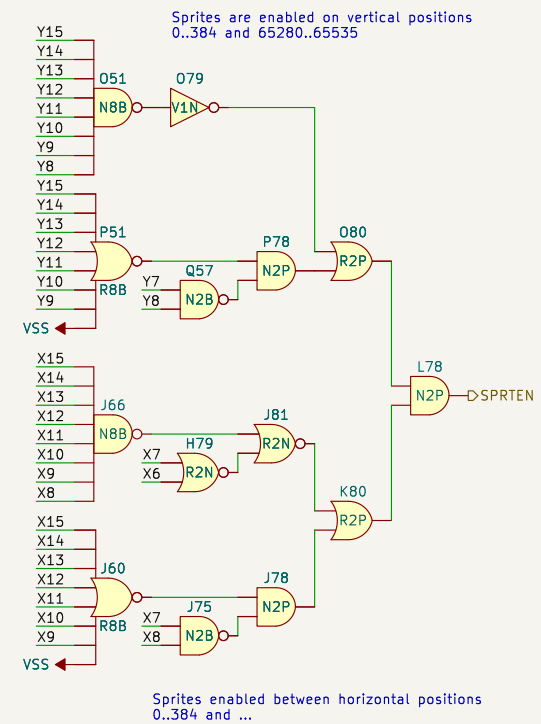 Sprites are enabled on vertical positions
0..384 and 65280..65535
Y15
Y14
Y13
Y12
Y11
Y10
Y9
Y8
O51
N8B
O79
V1N
Y15
Y14
Y13
Y12
Y11
Y10
Y9
VSS
P51
R8B
Y7
Y8
Q57
N2B
P78
N2P
O80
R2P
X15
X14
X13
X12
X11
X10
X9
X8
J66
N8B
X7
X6
H79
R2N
J81
R2N
L78
N2P
SPRTEN
K80
R2P
X15
X14
X13
X12
X11
X10
X9
VSS
J60
R8B
X7
X8
J75
N2B
J78
N2P
Sprites enabled between horizontal positions
0..384 and ...